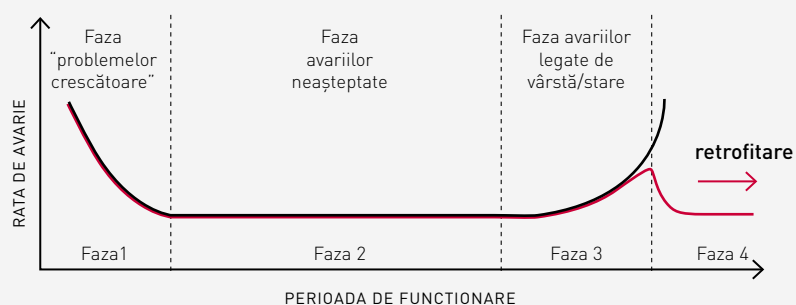 Faza
"problemelor
crescătoare"
Faza
avariilor
neașteptate
Faza avariilor
legate de
vârstă/stare
RATA DE AVARIE
retrofitare
Faza1
Faza 2
Faza 3
Faza 4
PERIOADA DE FUNCȚIONARE